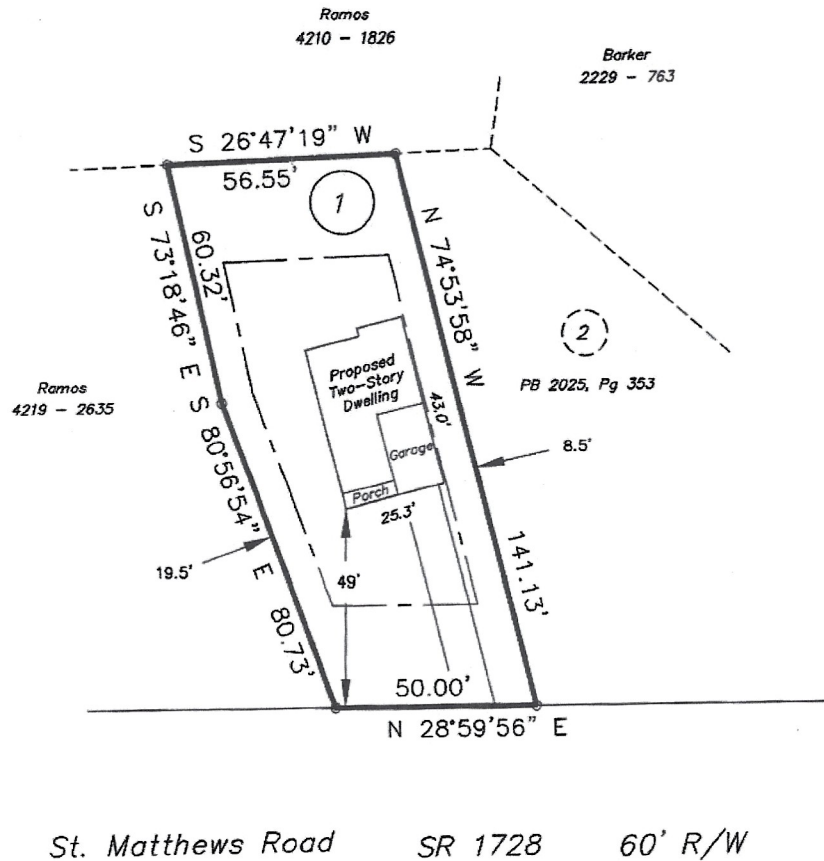 Ramos
4210 - 1826
Barker
2229 - 763
S 26°47'19" W
56.55'
1
S 73°18'46" E
60.32'
N 74°53'58" W
141.13'
2
PB 2025, Pg 353
Proposed
Two-Story
Dwelling
43.0'
Garage
Ramos
4219 - 2635
8.5'
Porch
25.3'
S 80°56'54" E
80.73'
19.5'
49'
50.00'
N 28°59'56" E
St. Matthews Road SR 1728 60' R/W